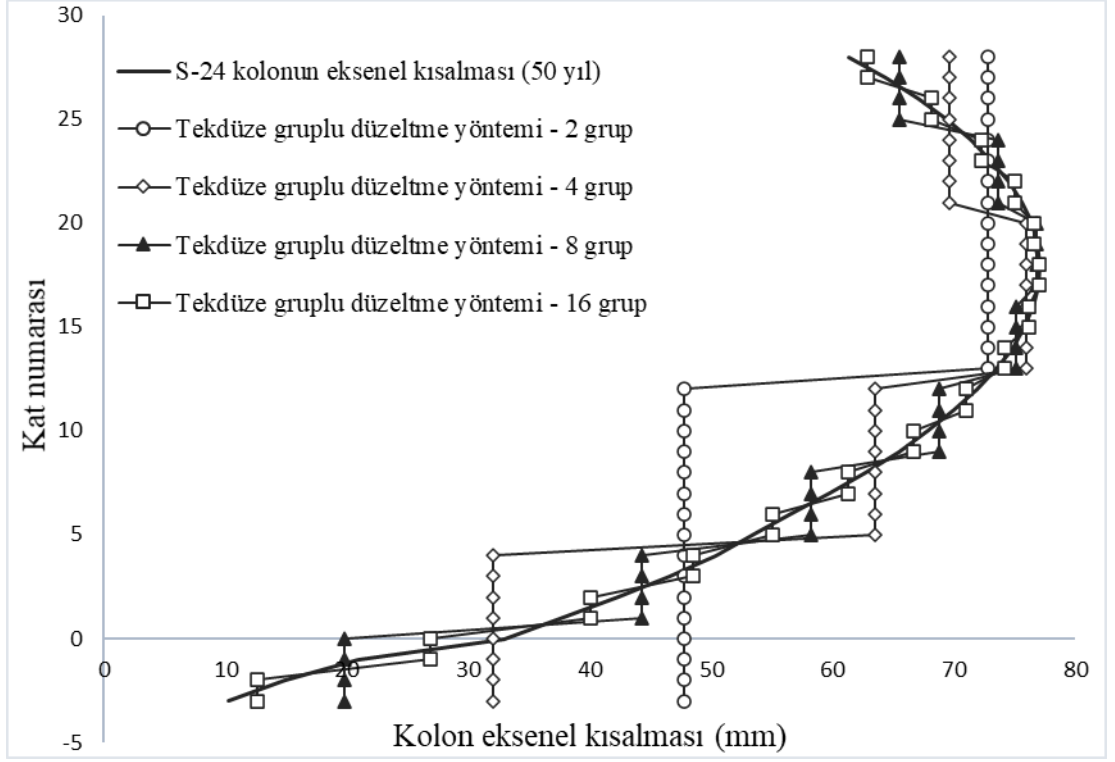 30
S-24 kolonun eksenel kısalması (50 yıl)
25
Tekdüze gruplu düzeltme yöntemi - 2 grup
Tekdüze gruplu düzeltme yöntemi - 4 grup
20
Tekdüze gruplu düzeltme yöntemi - 8 grup
Tekdüze gruplu düzeltme yöntemi - 16 grup
15
Kat numarası
10
5
0
0 10 20 30 40 50 60 70 80
Kolon eksenel kısalması (mm)
-5